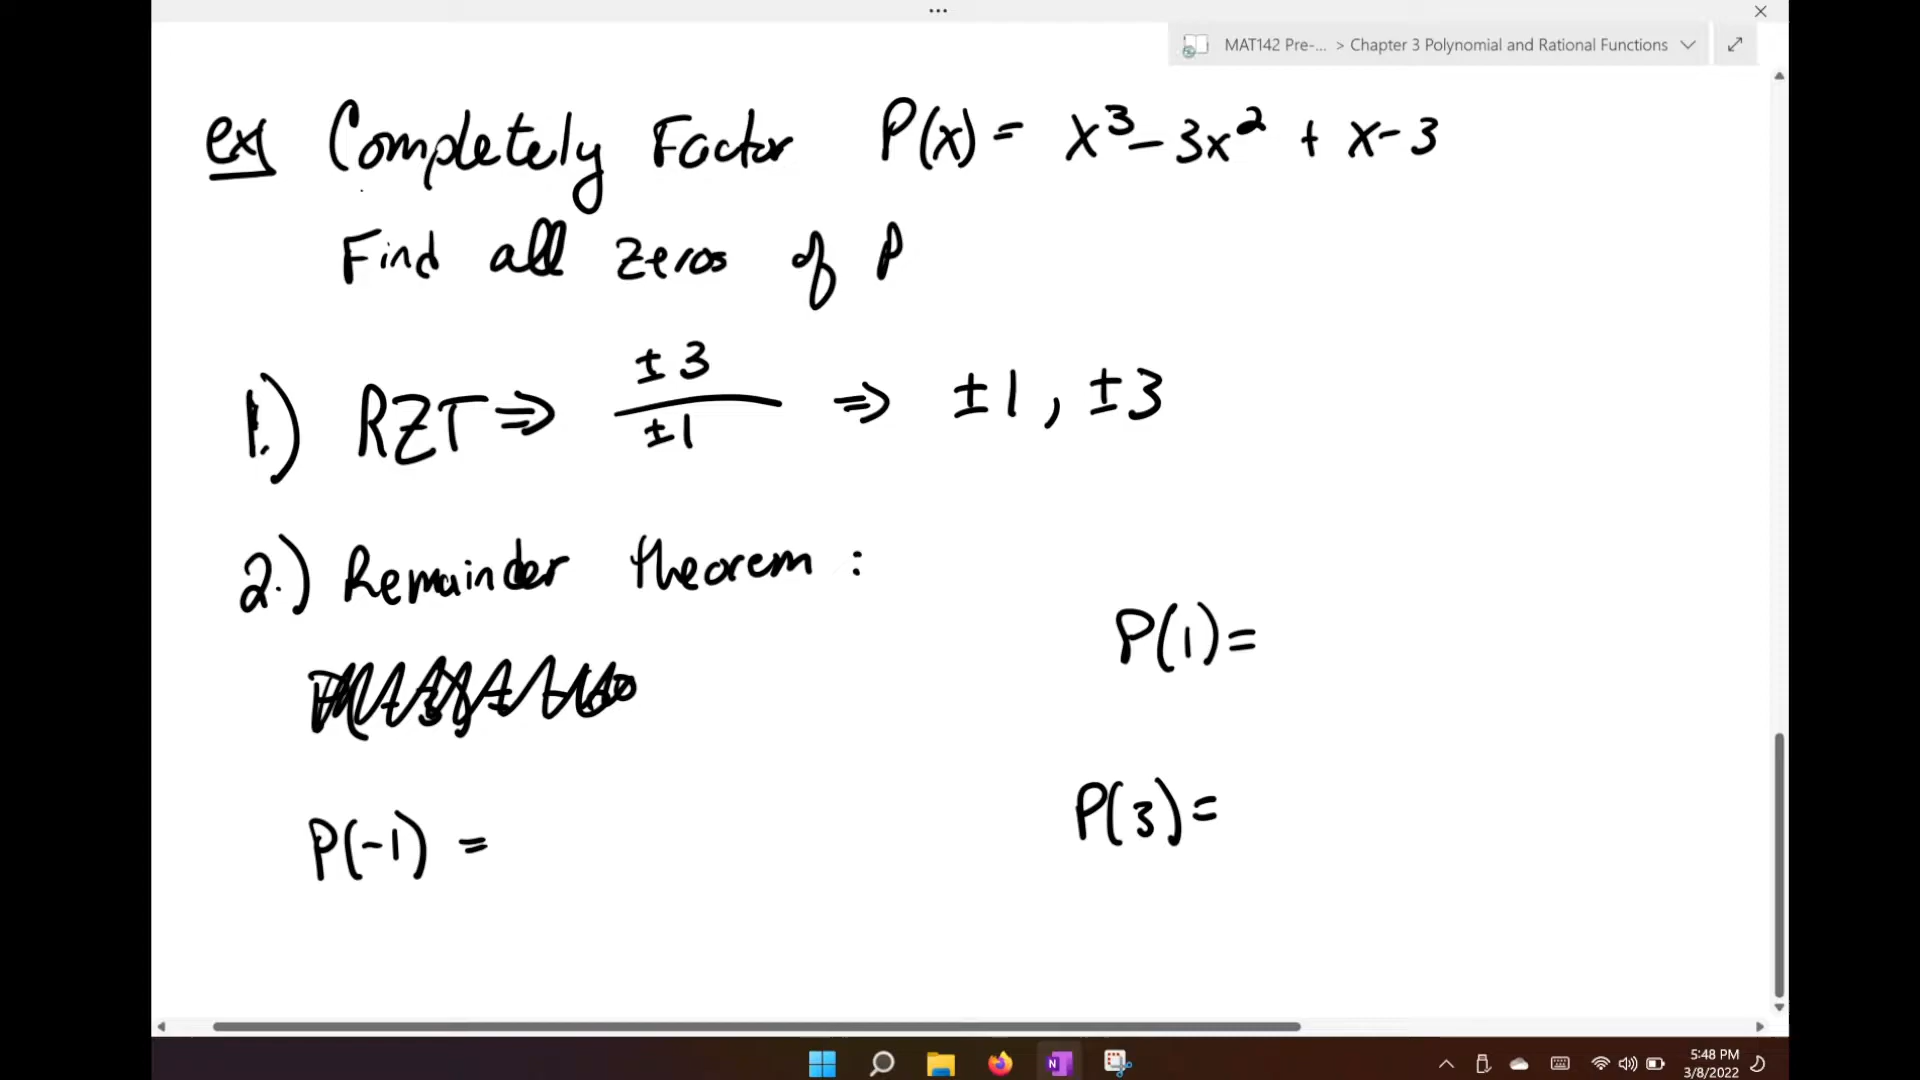 MAT142 Pre-... > Chapter 3 Polynomial and Rational Functions
ex) Completely Factor P(x) = x³ - 3x² + x - 3
Find all zeros of P
1.) RZT ⇒ ±3/±1 ⇒ ±1, ±3
2.) Remainder theorem :
P(1) =
P(3) =
P(-1) =
5:48 PM
3/8/2022